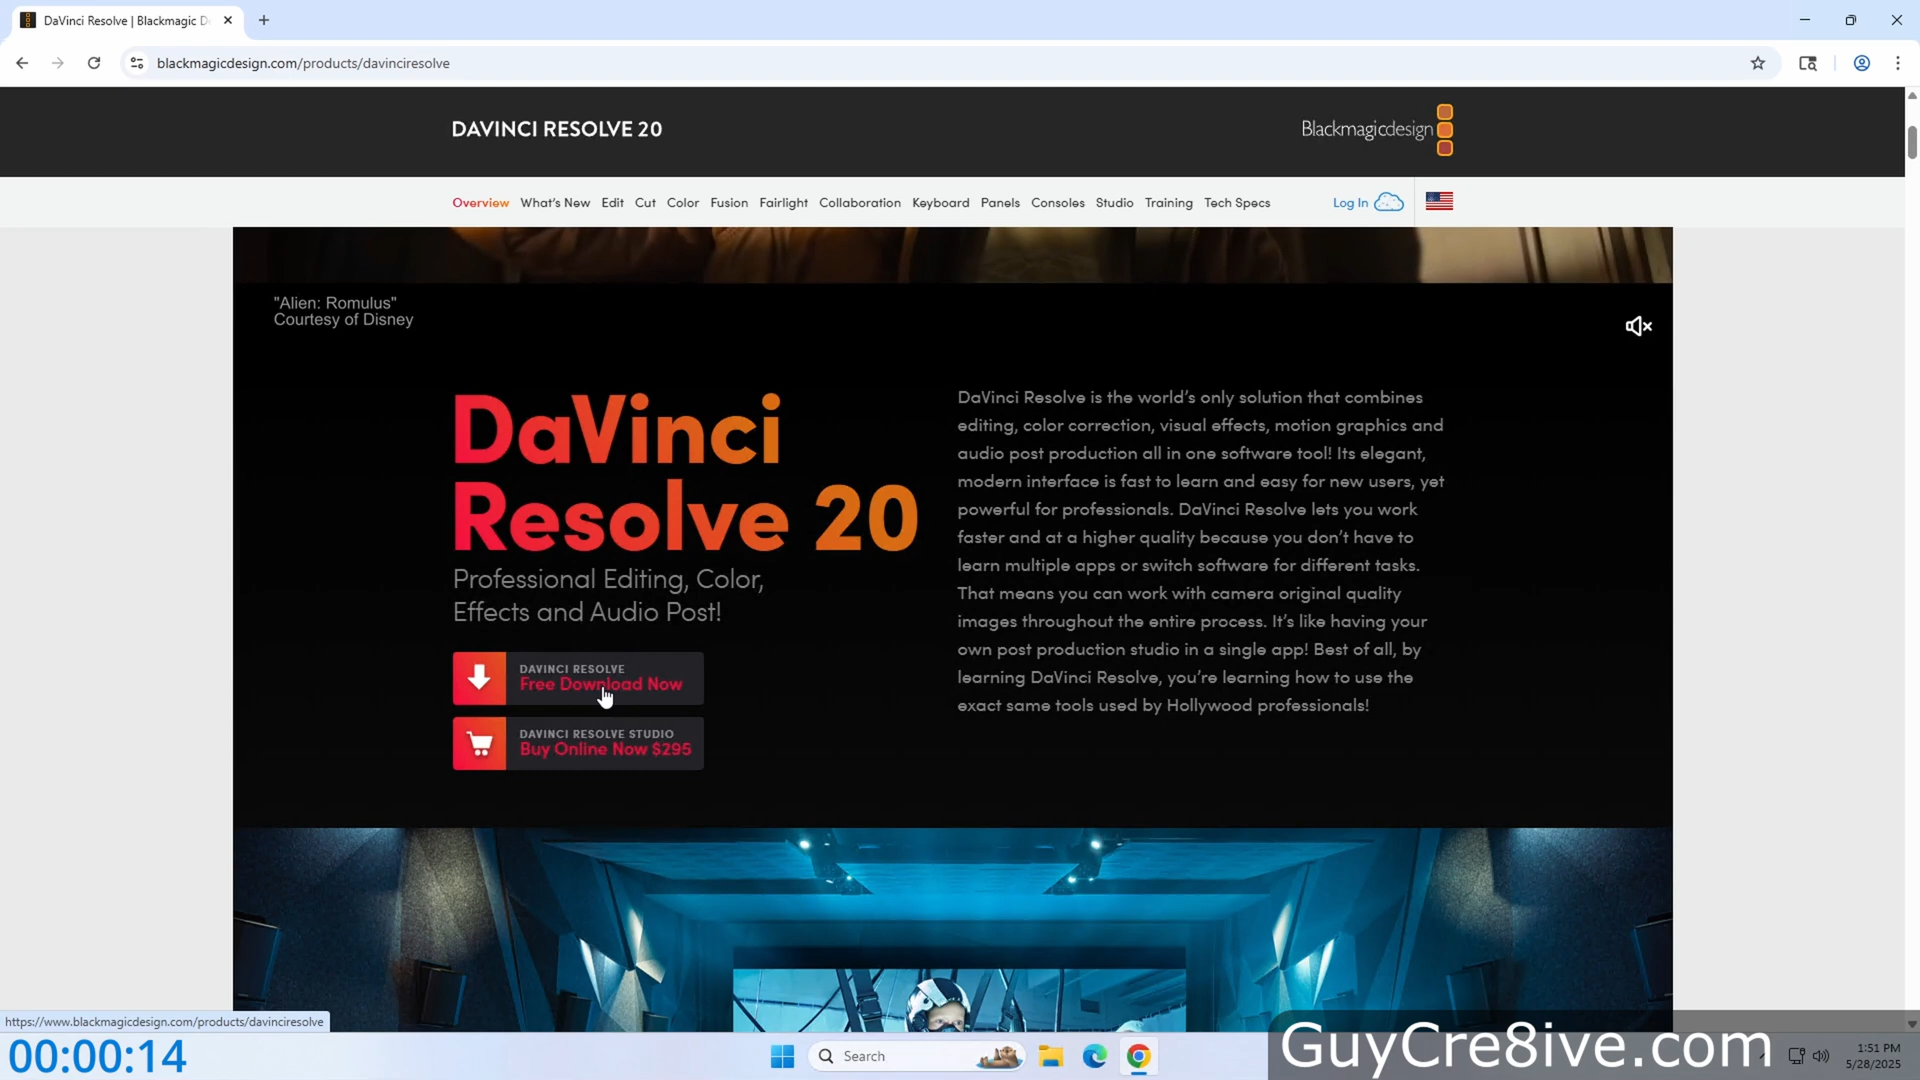 DaVinci Resolve | Blackmagic D
blackmagicdesign.com/products/davinciresolve
DAVINCI RESOLVE 20
Blackmagicdesign
Overview What's New Edit Cut Color Fusion Fairlight Collaboration Keyboard Panels Consoles Studio Training Tech Specs Log In
"Alien: Romulus"
Courtesy of Disney
DaVinci
Resolve 20
Professional Editing, Color,
Effects and Audio Post!
DAVINCI RESOLVE
Free Download Now
DAVINCI RESOLVE STUDIO
Buy Online Now $295
DaVinci Resolve is the world's only solution that combines
editing, color correction, visual effects, motion graphics and
audio post production all in one software tool! Its elegant,
modern interface is fast to learn and easy for new users, yet
powerful for professionals. DaVinci Resolve lets you work
faster and at a higher quality because you don't have to
learn multiple apps or switch software for different tasks.
That means you can work with camera original quality
images throughout the entire process. It's like having your
own post production studio in a single app! Best of all, by
learning DaVinci Resolve, you're learning how to use the
exact same tools used by Hollywood professionals!
https://www.blackmagicdesign.com/products/davinciresolve
00:00:14
Search
GuyCre8ive.com
1:51 PM
5/28/2025